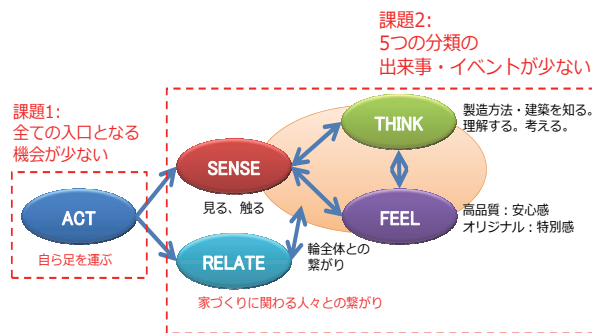 課題2:
5つの分類の
出来事・イベントが少ない
課題1:
全ての入口となる
機会が少ない
THINK
製造方法・建築を知る。
理解する。考える。
SENSE
見る、触る
ACT
自ら足を運ぶ
FEEL
高品質：安心感
オリジナル：特別感
RELATE
輪全体との
繋がり
家づくりに関わる人々との繋がり